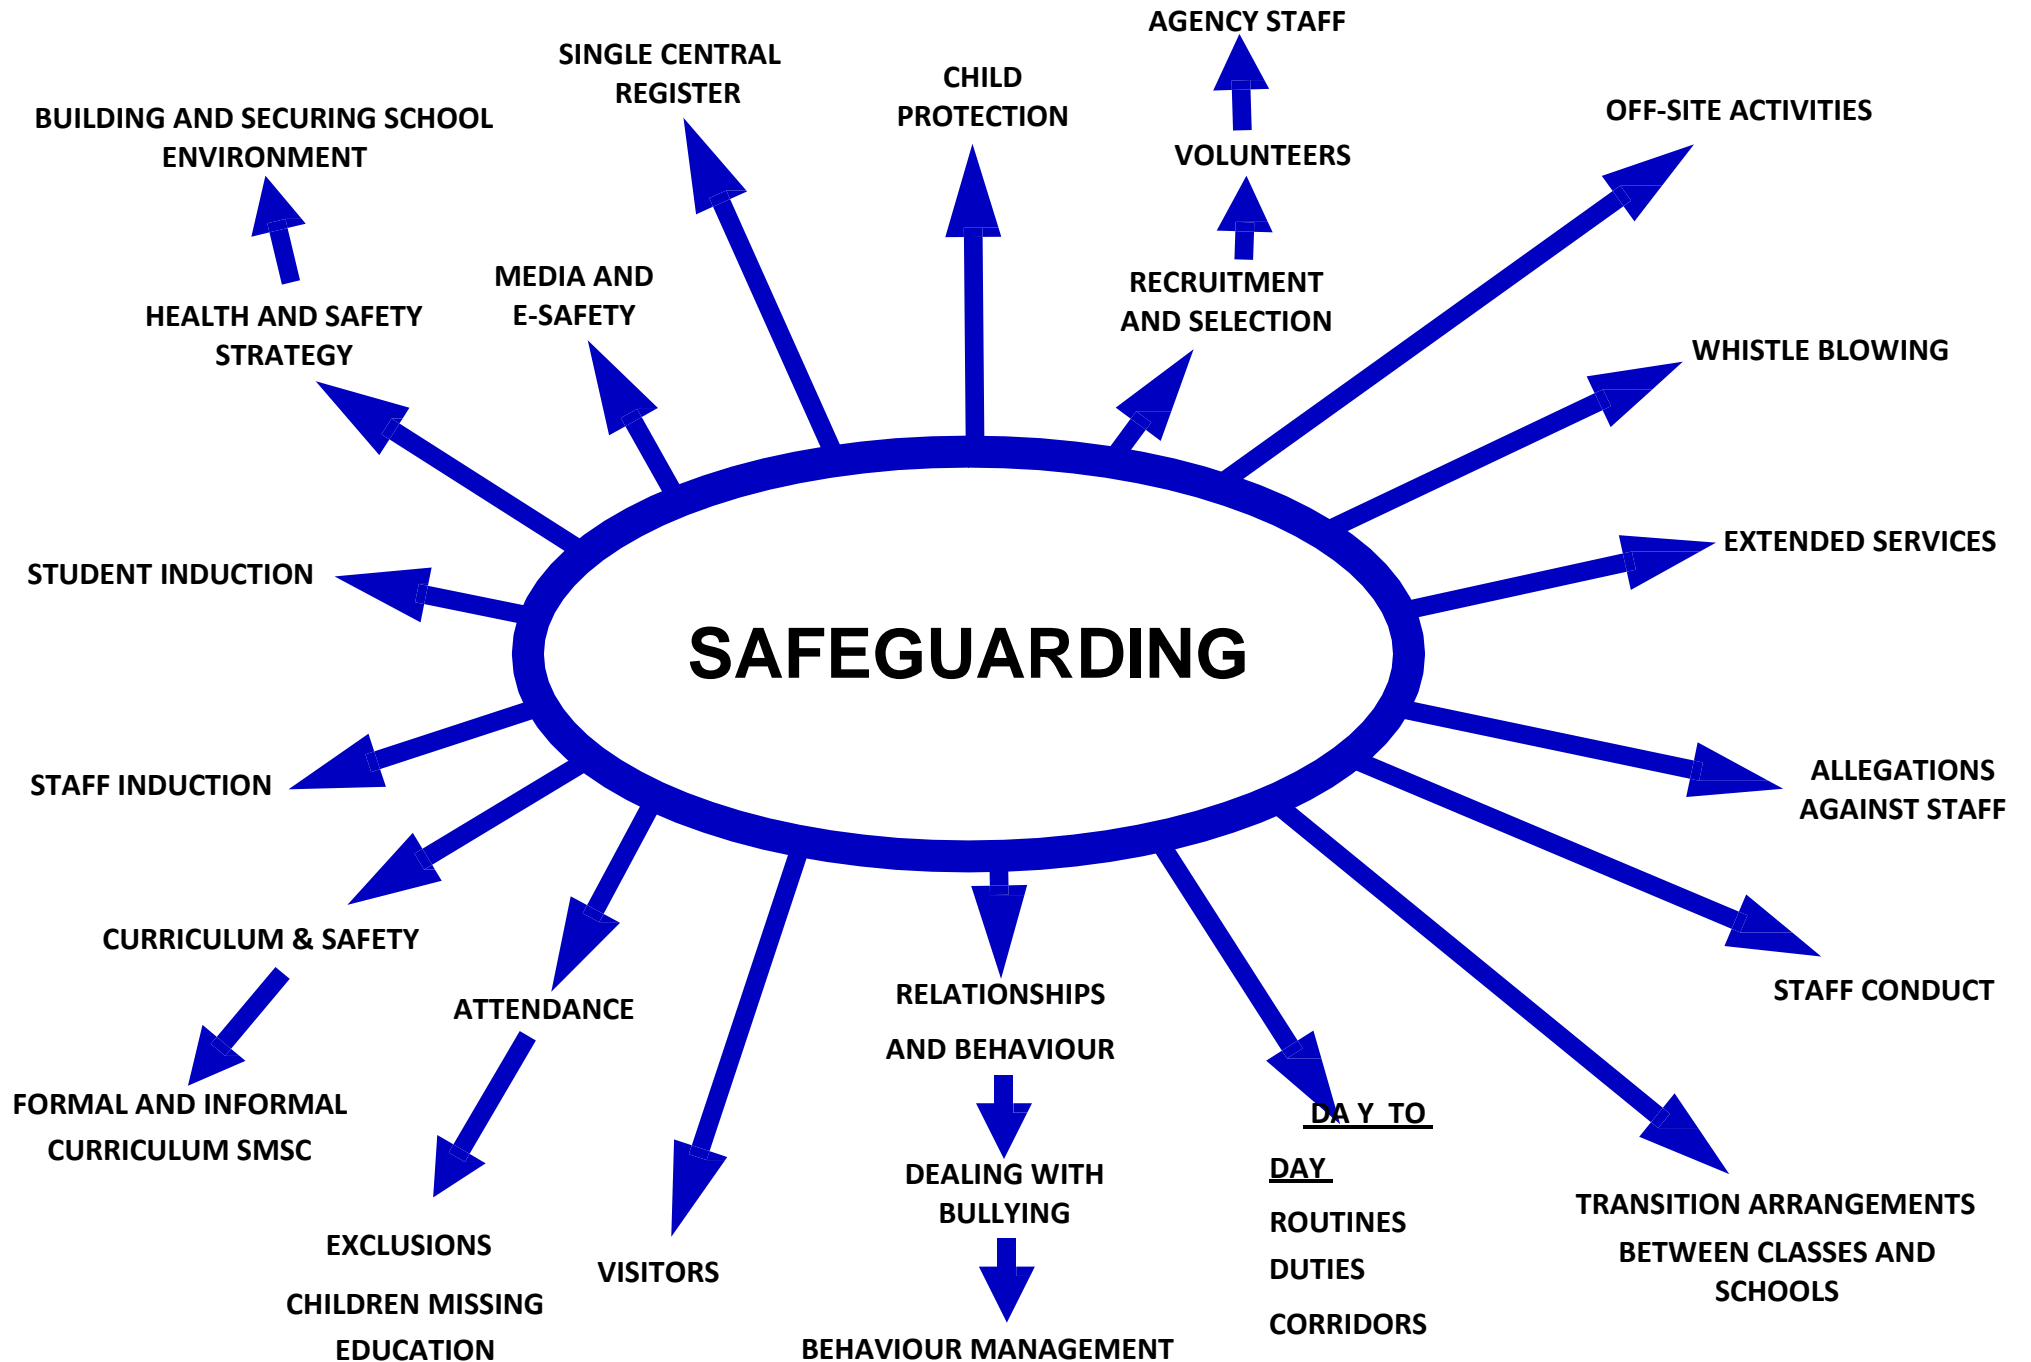 AGENCY STAFF
SINGLE CENTRAL
REGISTER
CHILD
PROTECTION
BUILDING AND SECURING SCHOOL
ENVIRONMENT
OFF-SITE ACTIVITIES
VOLUNTEERS
MEDIA AND
E-SAFETY
RECRUITMENT
AND SELECTION
HEALTH AND SAFETY
STRATEGY
WHISTLE BLOWING
EXTENDED SERVICES
STUDENT INDUCTION
SAFEGUARDING
STAFF INDUCTION
ALLEGATIONS
AGAINST STAFF
CURRICULUM & SAFETY
ATTENDANCE
RELATIONSHIPS
AND BEHAVIOUR
STAFF CONDUCT
FORMAL AND INFORMAL
CURRICULUM SMSC
DEALING WITH
BULLYING
DA Y TO
DAY
ROUTINES
DUTIES
CORRIDORS
TRANSITION ARRANGEMENTS
BETWEEN CLASSES AND
SCHOOLS
EXCLUSIONS
CHILDREN MISSING
EDUCATION
VISITORS
BEHAVIOUR MANAGEMENT